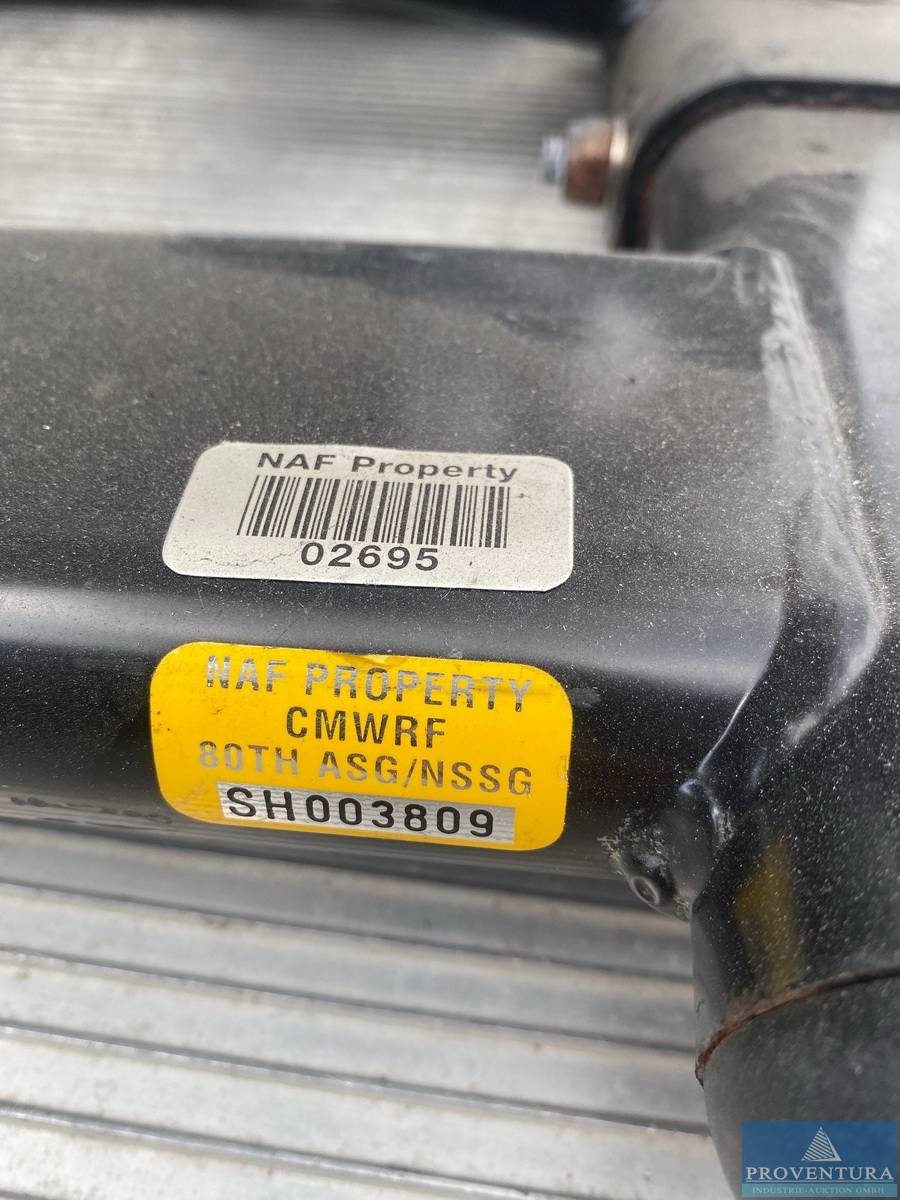 NAF Property
02695
NAF PROPERTY
CMWRF
80TH ASG/NSSG
SH003809
PROVENTURA
INDUSTRIE-AUKTION GMBH